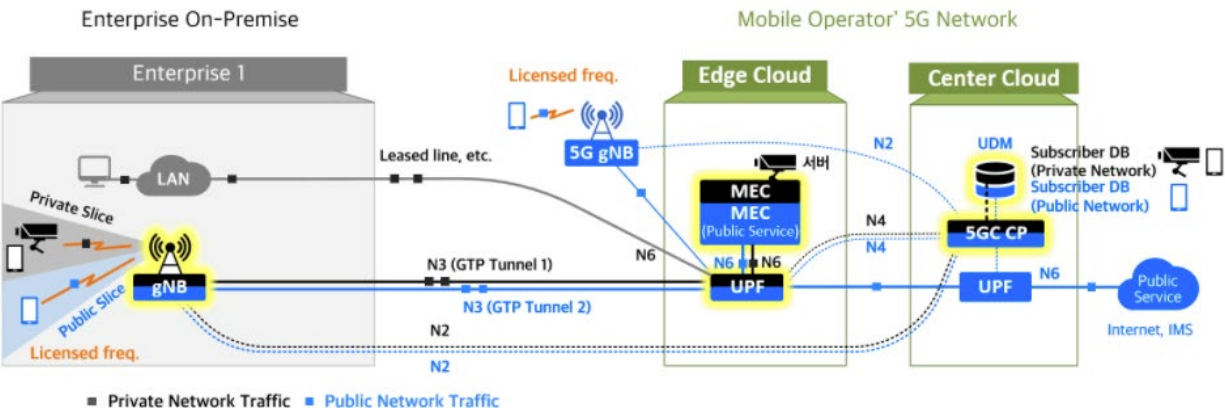 Enterprise On-Premise
Mobile Operator' 5G Network
Enterprise 1
Licensed freq.
Edge Cloud
Center Cloud
5G gNB
N2
UDM
Subscriber DB
(Private Network)
Subscriber DB
(Public Network)
Leased line, etc.
LAN
서버
MEC
MEC
(Public Service)
Private Slice
N4
N4
5GC CP
N6
N6
N6
N3 (GTP Tunnel 1)
gNB
UPF
UPF
N6
Public
Service
N3 (GTP Tunnel 2)
Public Slice
Internet, IMS
N2
Licensed freq.
N2
Private Network Traffic
Public Network Traffic